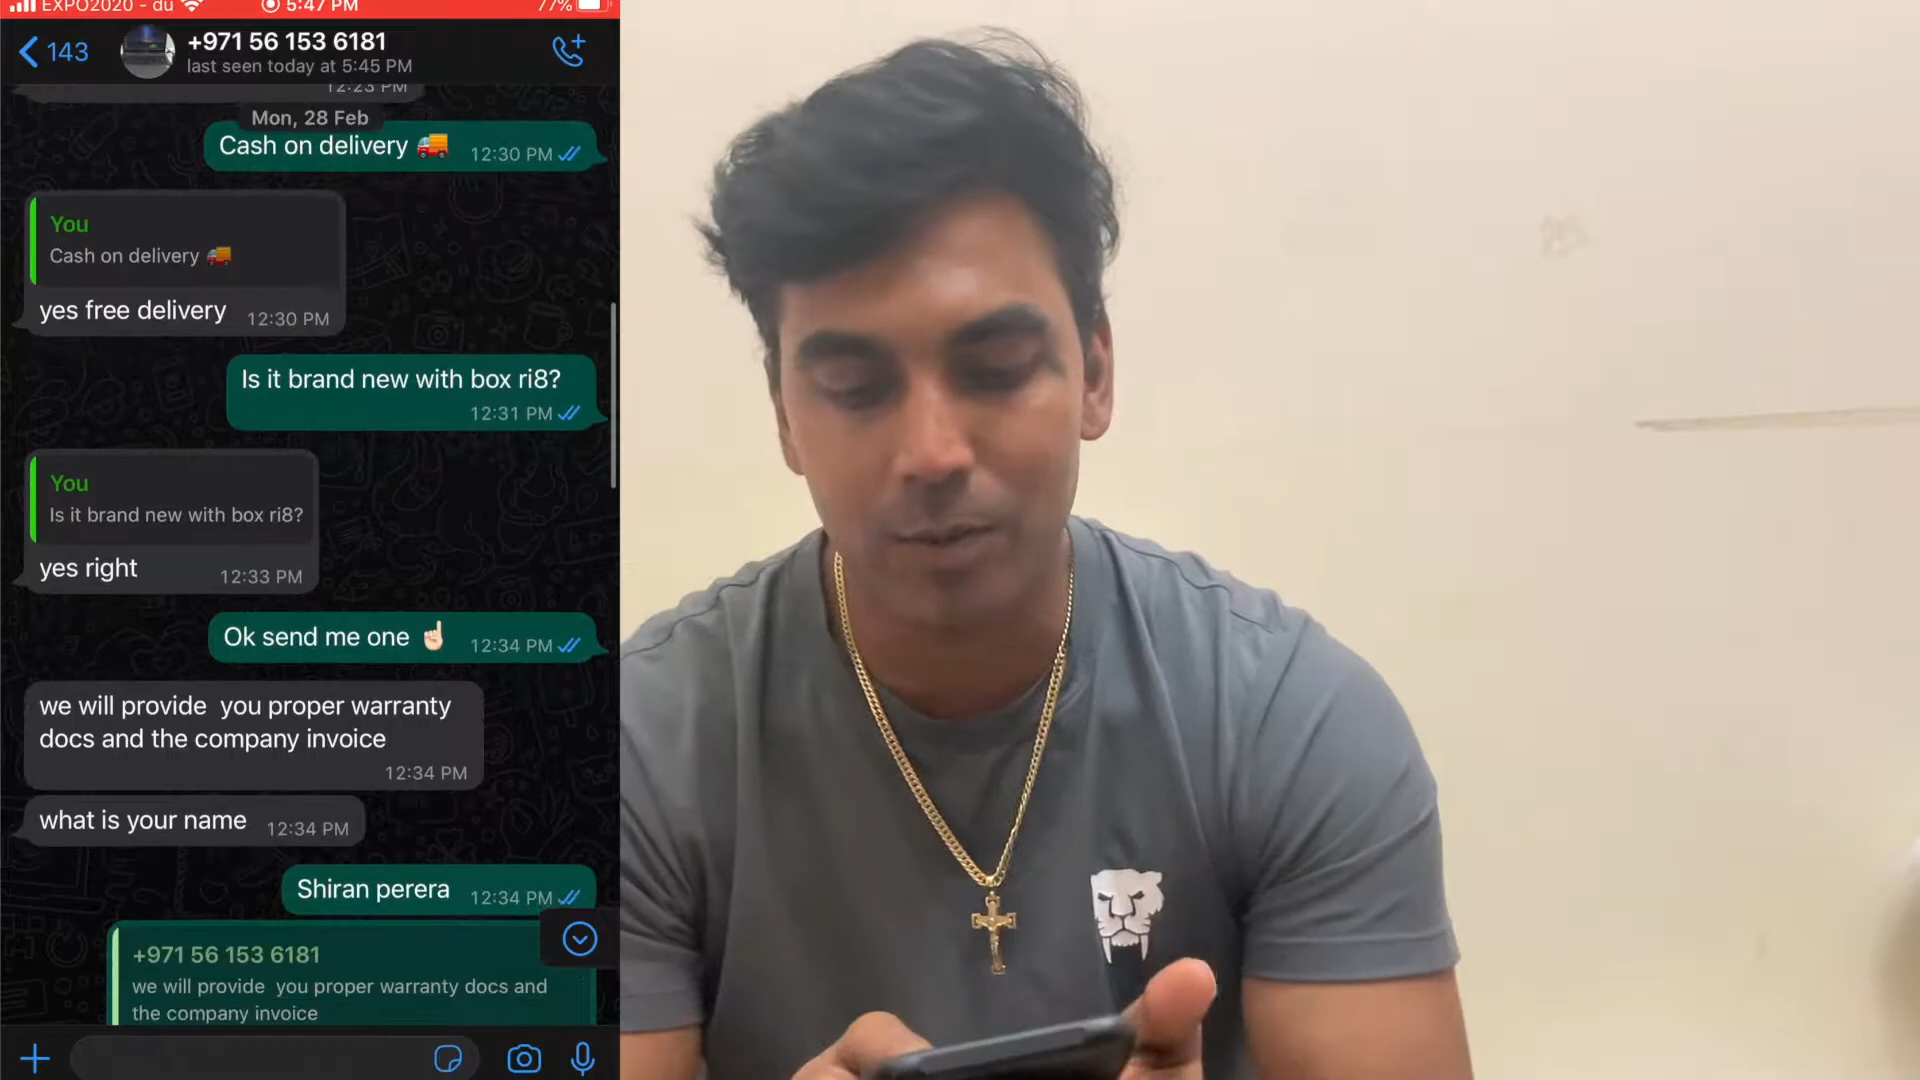 EXPO2020 - du 5:47 PM 77%
143 +971 56 153 6181
last seen today at 5:45 PM
12:23 PM
Mon, 28 Feb
Cash on delivery 🚚 12:30 PM
You
Cash on delivery 🚚
yes free delivery 12:30 PM
Is it brand new with box ri8?
12:31 PM
You
Is it brand new with box ri8?
yes right 12:33 PM
Ok send me one ☝🏻 12:34 PM
we will provide you proper warranty
docs and the company invoice
12:34 PM
what is your name 12:34 PM
Shiran perera 12:34 PM
+971 56 153 6181
we will provide you proper warranty docs and
the company invoice